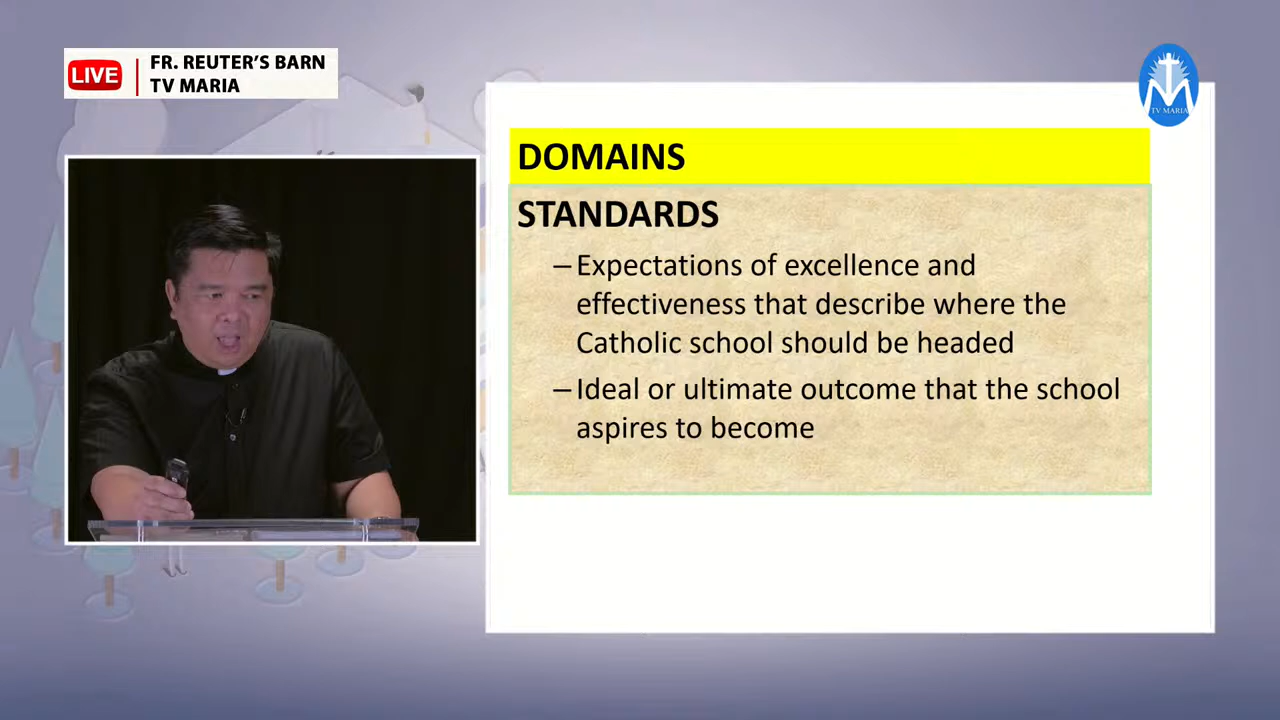 LIVE
FR. REUTER'S BARN
TV MARIA
TV MARIA
DOMAINS
STANDARDS
–Expectations of excellence and
effectiveness that describe where the
Catholic school should be headed
–Ideal or ultimate outcome that the school
aspires to become